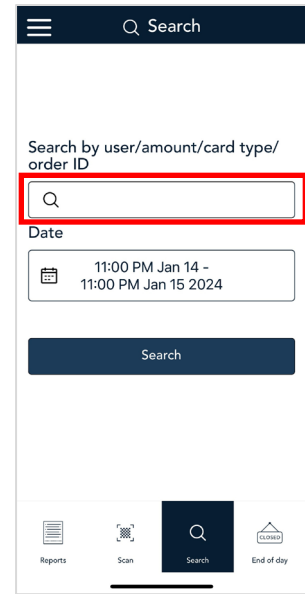 Search
Search by user/amount/card type/
order ID
Date
11:00 PM Jan 14 -
11:00 PM Jan 15 2024
Search
CLOSED
Reports Scan Search End of day